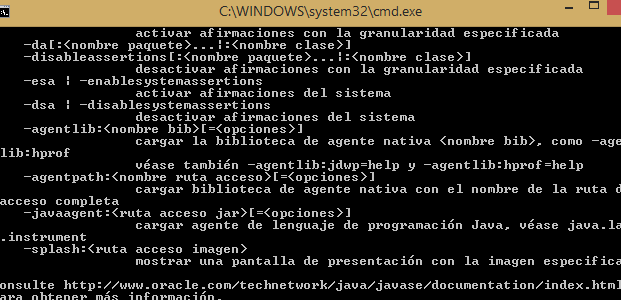 C:\WINDOWS\system32\cmd.exe
activar afirmaciones con la granularidad especificada
-da[:<nombre paquete>...¦:<nombre clase>]
-disableassertions[:<nombre paquete>...¦:<nombre clase>]
desactivar afirmaciones con la granularidad especificada
-esa ¦ -enablesystemassertions
activar afirmaciones del sistema
-dsa ¦ -disablesystemassertions
desactivar afirmaciones del sistema
-agentlib:<nombre bib>[=<opciones>]
cargar la biblioteca de agente nativa <nombre bib>, como -age
lib:hprof
véase también -agentlib:jdwp=help y -agentlib:hprof=help
-agentpath:<nombre ruta acceso>[=<opciones>]
cargar biblioteca de agente nativa con el nombre de la ruta d
acceso completa
-javaagent:<ruta acceso jar>[=<opciones>]
cargar agente de lenguaje de programación Java, véase java.la
.instrument
-splash:<ruta acceso imagen>
mostrar una pantalla de presentación con la imagen especifica
onsulte http://www.oracle.com/technetwork/java/javase/documentation/index.html
ara obtener más información.